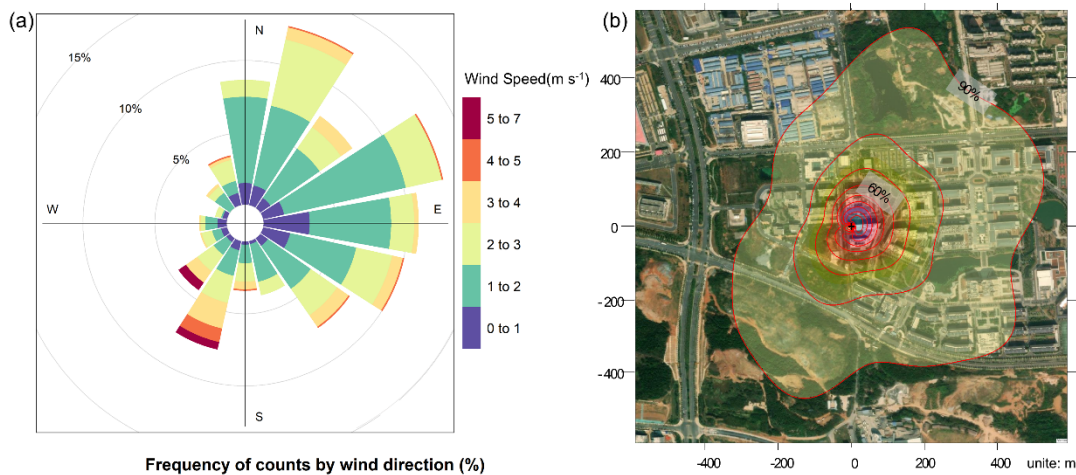 (a)
N
15%
10%
5%
W
E
S
Wind Speed(m s⁻¹)
5 to 7
4 to 5
3 to 4
2 to 3
1 to 2
0 to 1
Frequency of counts by wind direction (%)
(b)
90%
60%
400
200
0
-200
-400
-400
-200
0
200
400
unite: m